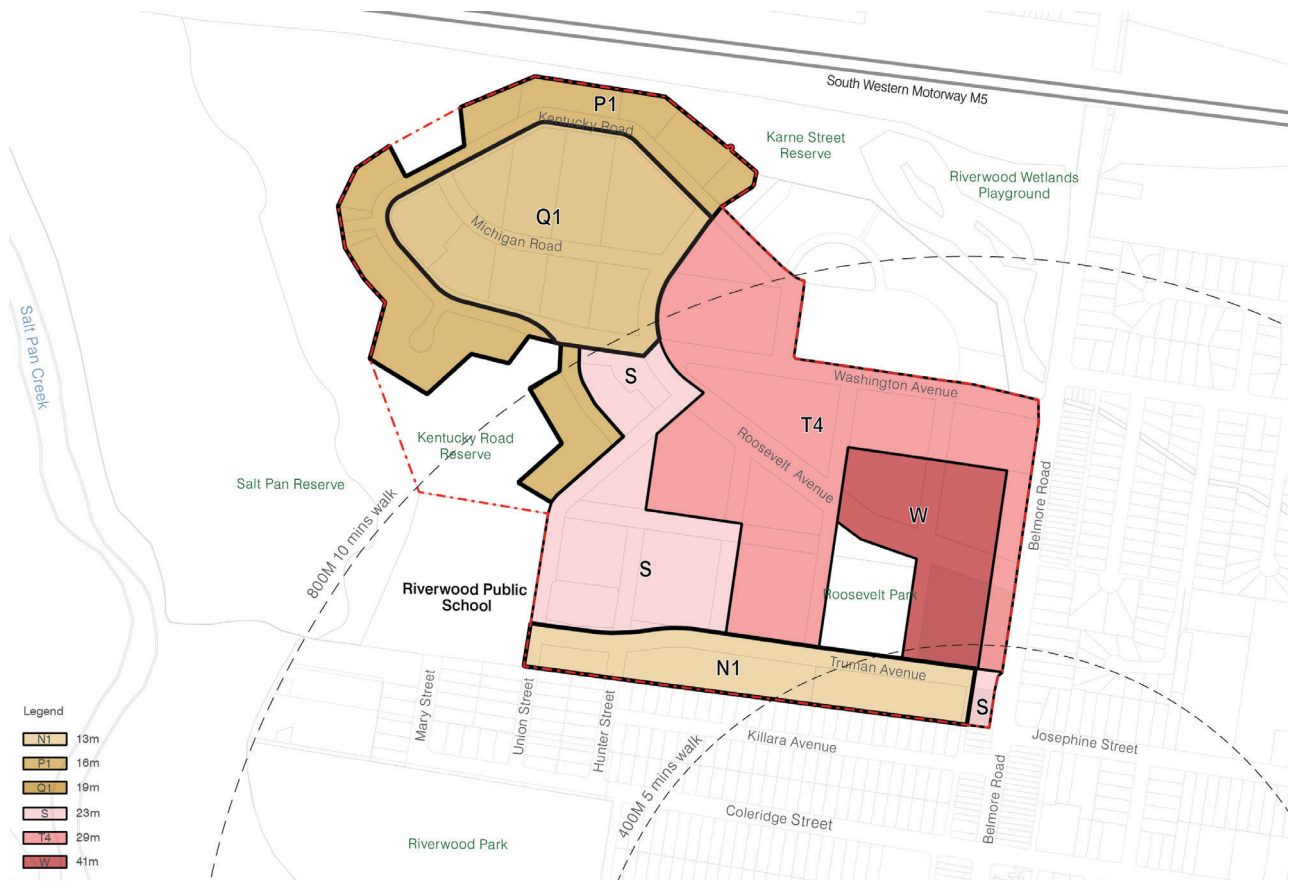 South Western Motorway M5
P1
Kentucky Road
Karne Street
Reserve
Riverwood Wetlands
Playground
Q1
Michigan Road
Salt Pan Creek
S
Washington Avenue
T4
Roosevelt Avenue
Kentucky Road
Reserve
Salt Pan Reserve
800M 10 mins walk
W
Belmore Road
S
Riverwood Public
School
Roosevelt Park
N1
Truman Avenue
S
Mary Street
Union Street
Hunter Street
Killara Avenue
Josephine Street
400M 5 mins walk
Coleridge Street
Belmore Road
Riverwood Park
Legend
N1 13m
P1 16m
Q1 19m
S 23m
T4 29m
W 41m